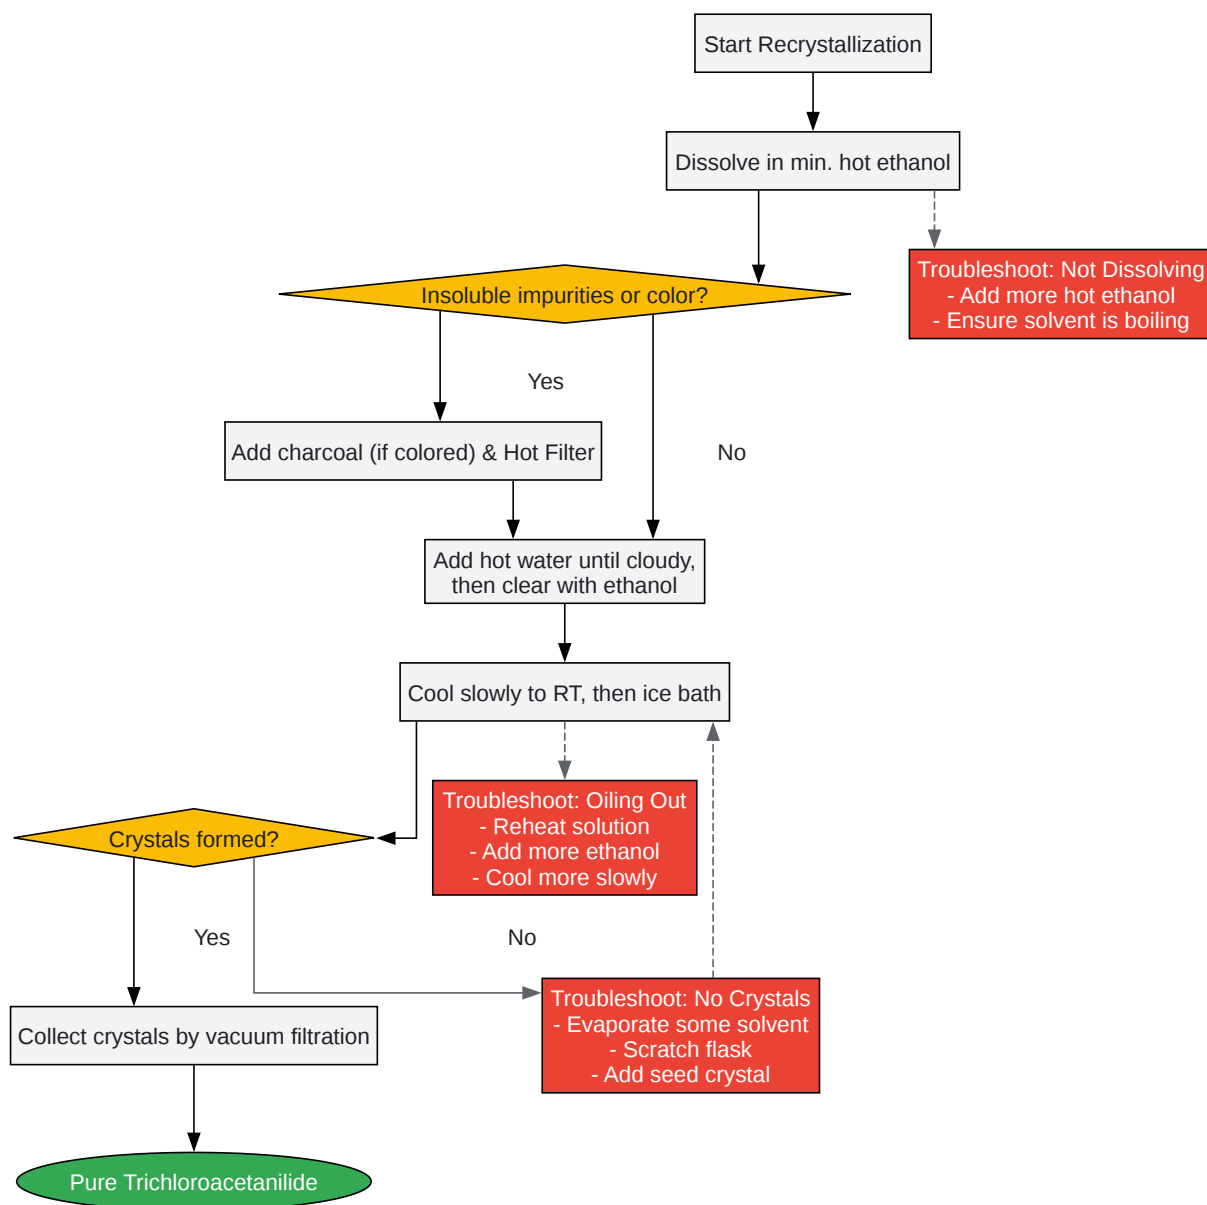 Start Recrystallization
Dissolve in min. hot ethanol
Troubleshoot: Not Dissolving
- Add more hot ethanol
- Ensure solvent is boiling
Insoluble impurities or color?
Yes
Add charcoal (if colored) & Hot Filter
No
Add hot water until cloudy,
then clear with ethanol
Cool slowly to RT, then ice bath
Troubleshoot: Oiling Out
- Reheat solution
- Add more ethanol
- Cool more slowly
Crystals formed?
Yes
No
Troubleshoot: No Crystals
- Evaporate some solvent
- Scratch flask
- Add seed crystal
Collect crystals by vacuum filtration
Pure Trichloroacetanilide